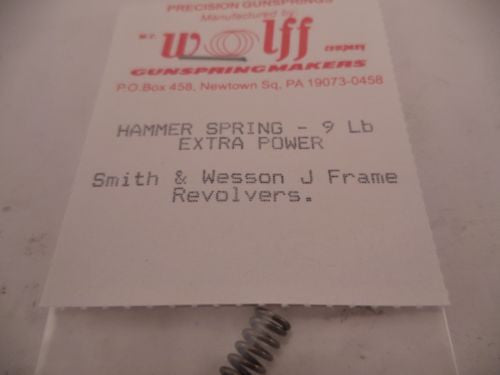 PRECISION GUNSPRINGS
Manufactured by:
W.C. Wolff COMPANY
GUNSPRINGMAKERS
P.O.Box 458, Newtown Sq, PA 19073-0458
HAMMER SPRING - 9 Lb
EXTRA POWER
Smith & Wesson J Frame
Revolvers.